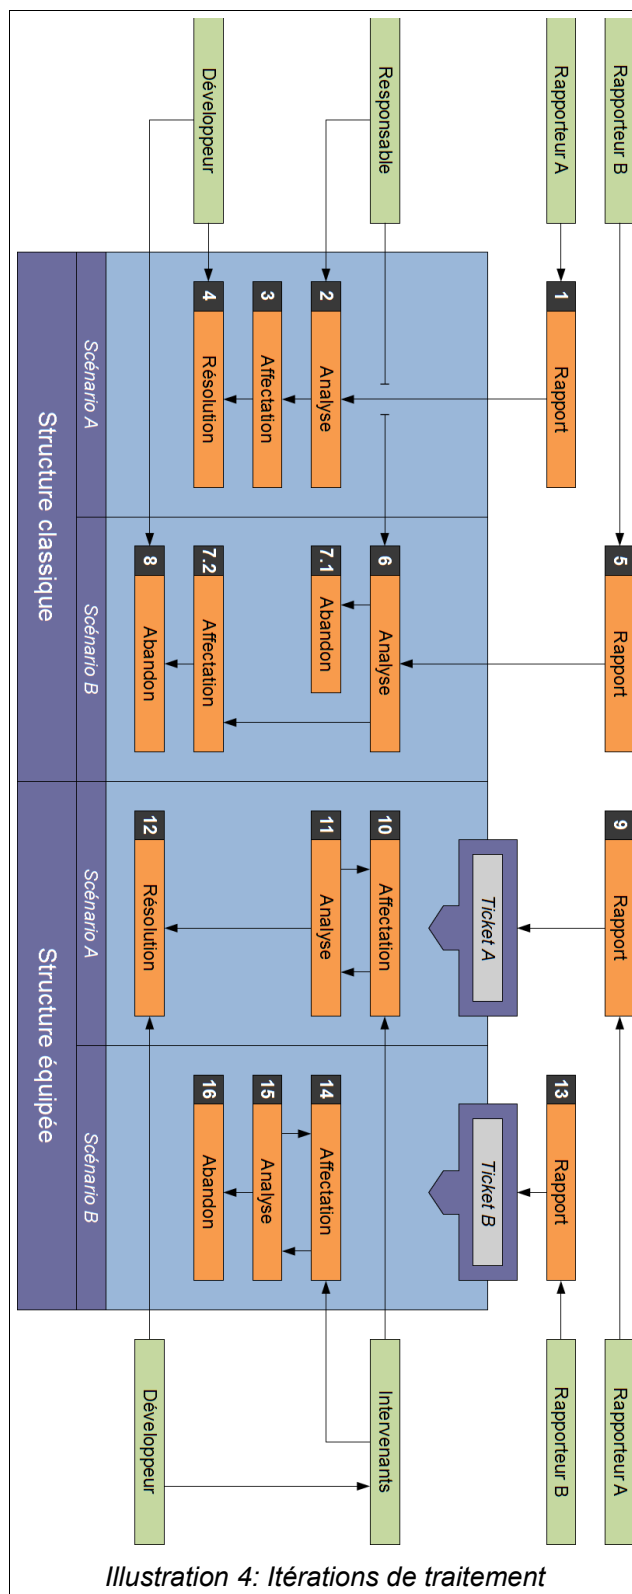 Rapporteur B
Rapporteur A
Responsable
Développeur
1 Rapport
2 Analyse
3 Affectation
4 Résolution
Scénario A
5 Rapport
6 Analyse
7.1 Abandon
7.2 Affectation
8 Abandon
Scénario B
Structure classique
9 Rapport
Ticket A
10 Affectation
11 Analyse
12 Résolution
Scénario A
13 Rapport
Ticket B
14 Affectation
15 Analyse
16 Abandon
Scénario B
Structure équipée
Rapporteur A
Rapporteur B
Intervenants
Développeur
Illustration 4: Itérations de traitement